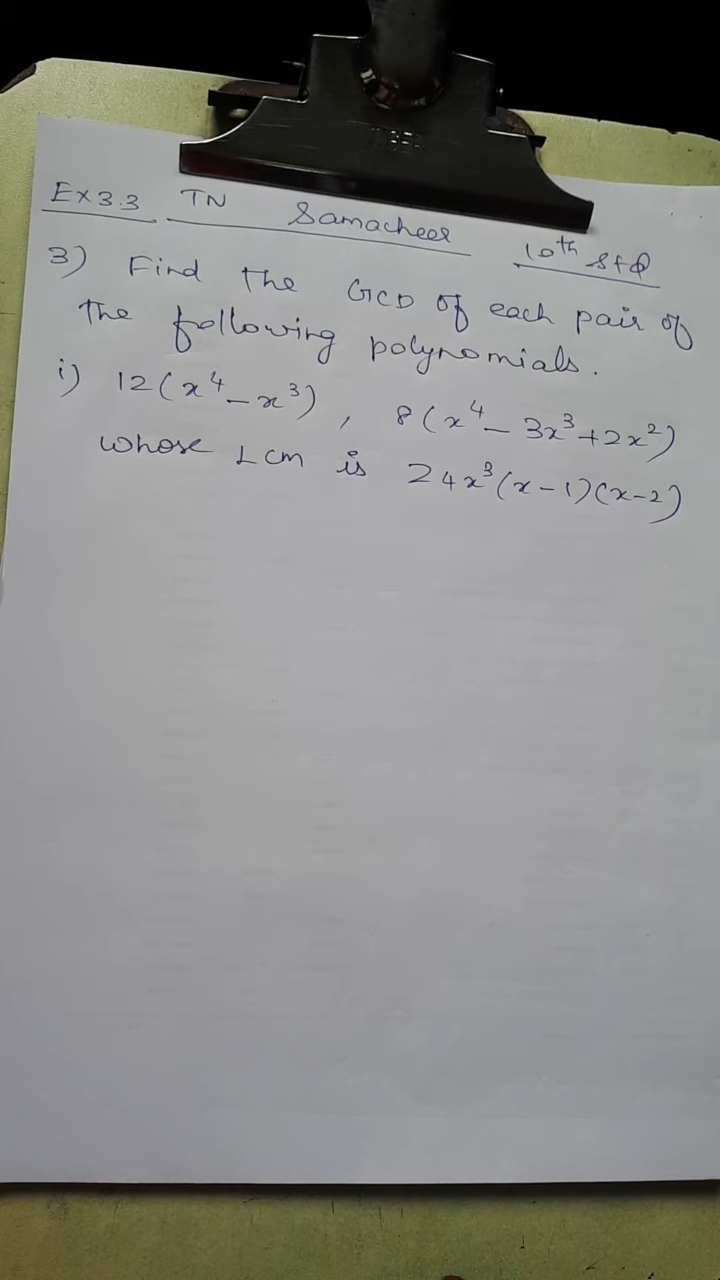 Ex 3.3 TN Samacheer 10th Std
3) Find the GCD of each pair of
the following polynomials.
i) 12(x⁴ – x³) , 8(x⁴ – 3x³ + 2x²)
whose LCM is 24x³(x–1)(x–2)